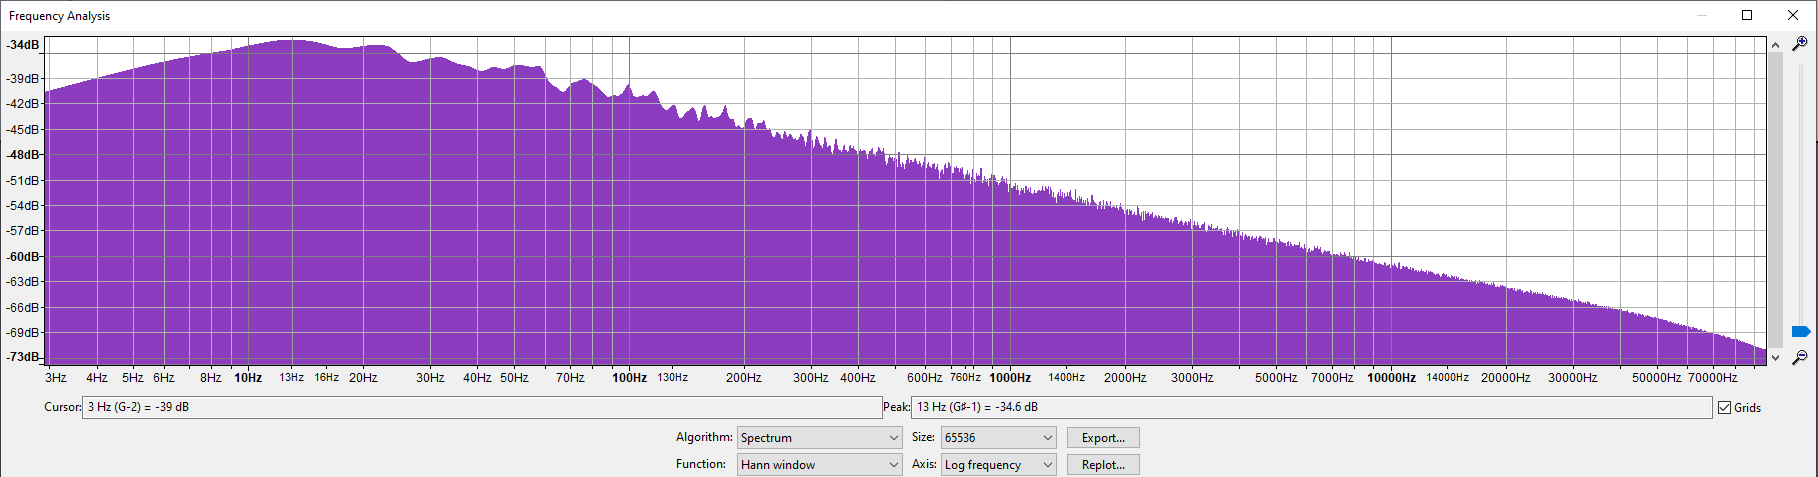 Frequency Analysis
-34dB
-39dB
-42dB
-45dB
-48dB
-51dB
-54dB
-57dB
-60dB
-63dB
-66dB
-69dB
-73dB
3Hz 4Hz 5Hz 6Hz 8Hz 10Hz 13Hz 16Hz 20Hz 30Hz 40Hz 50Hz 70Hz 100Hz 130Hz 200Hz 300Hz 400Hz 600Hz 760Hz 1000Hz 1400Hz 2000Hz 3000Hz 5000Hz 7000Hz 10000Hz 14000Hz 20000Hz 30000Hz 50000Hz 70000Hz
Cursor: 3 Hz (G-2) = -39 dB Peak: 13 Hz (G♯-1) = -34.6 dB Grids
Algorithm: Spectrum Size: 65536 Export...
Function: Hann window Axis: Log frequency Replot...